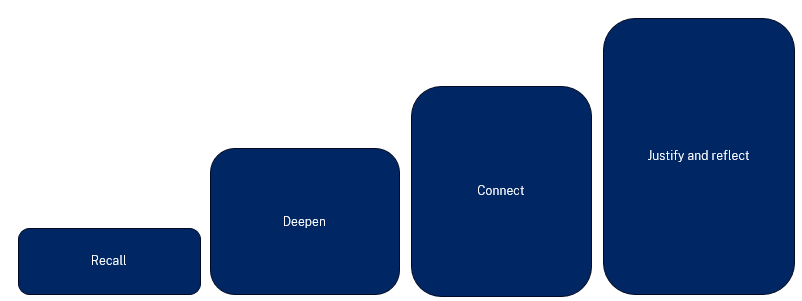 Recall
Deepen
Connect
Justify and reflect